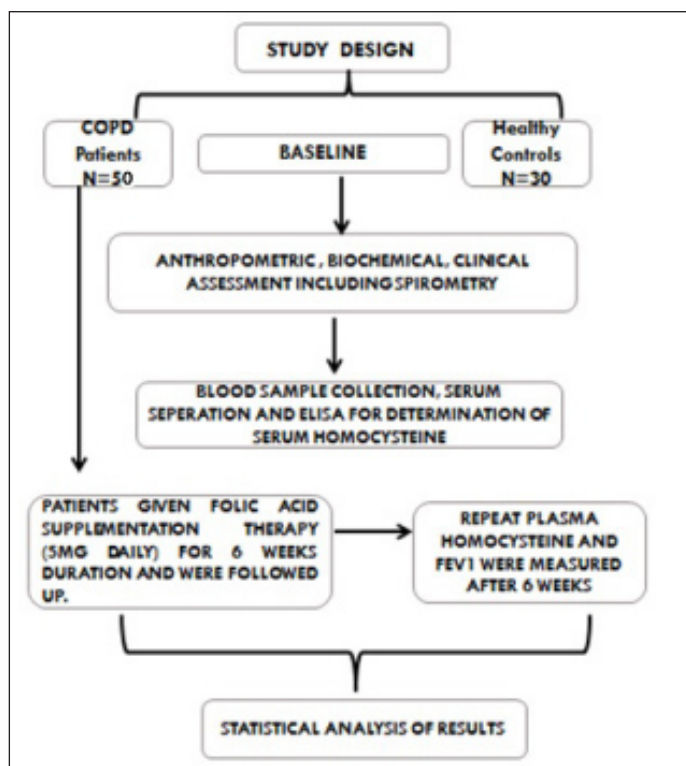 STUDY DESIGN
COPD
Patients
N=50
BASELINE
Healthy
Controls
N=30
ANTHROPOMETRIC , BIOCHEMICAL, CLINICAL
ASSESSMENT INCLUDING SPIROMETRY
BLOOD SAMPLE COLLECTION, SERUM
SEPERATION AND ELISA FOR DETERMINATION OF
SERUM HOMOCYSTEINE
PATIENTS GIVEN FOLIC ACID
SUPPLEMENTATION THERAPY
(5MG DAILY) FOR 6 WEEKS
DURATION AND WERE FOLLOWED
UP.
REPEAT PLASMA
HOMOCYSTEINE AND
FEV1 WERE MEASURED
AFTER 6 WEEKS
STATISTICAL ANALYSIS OF RESULTS